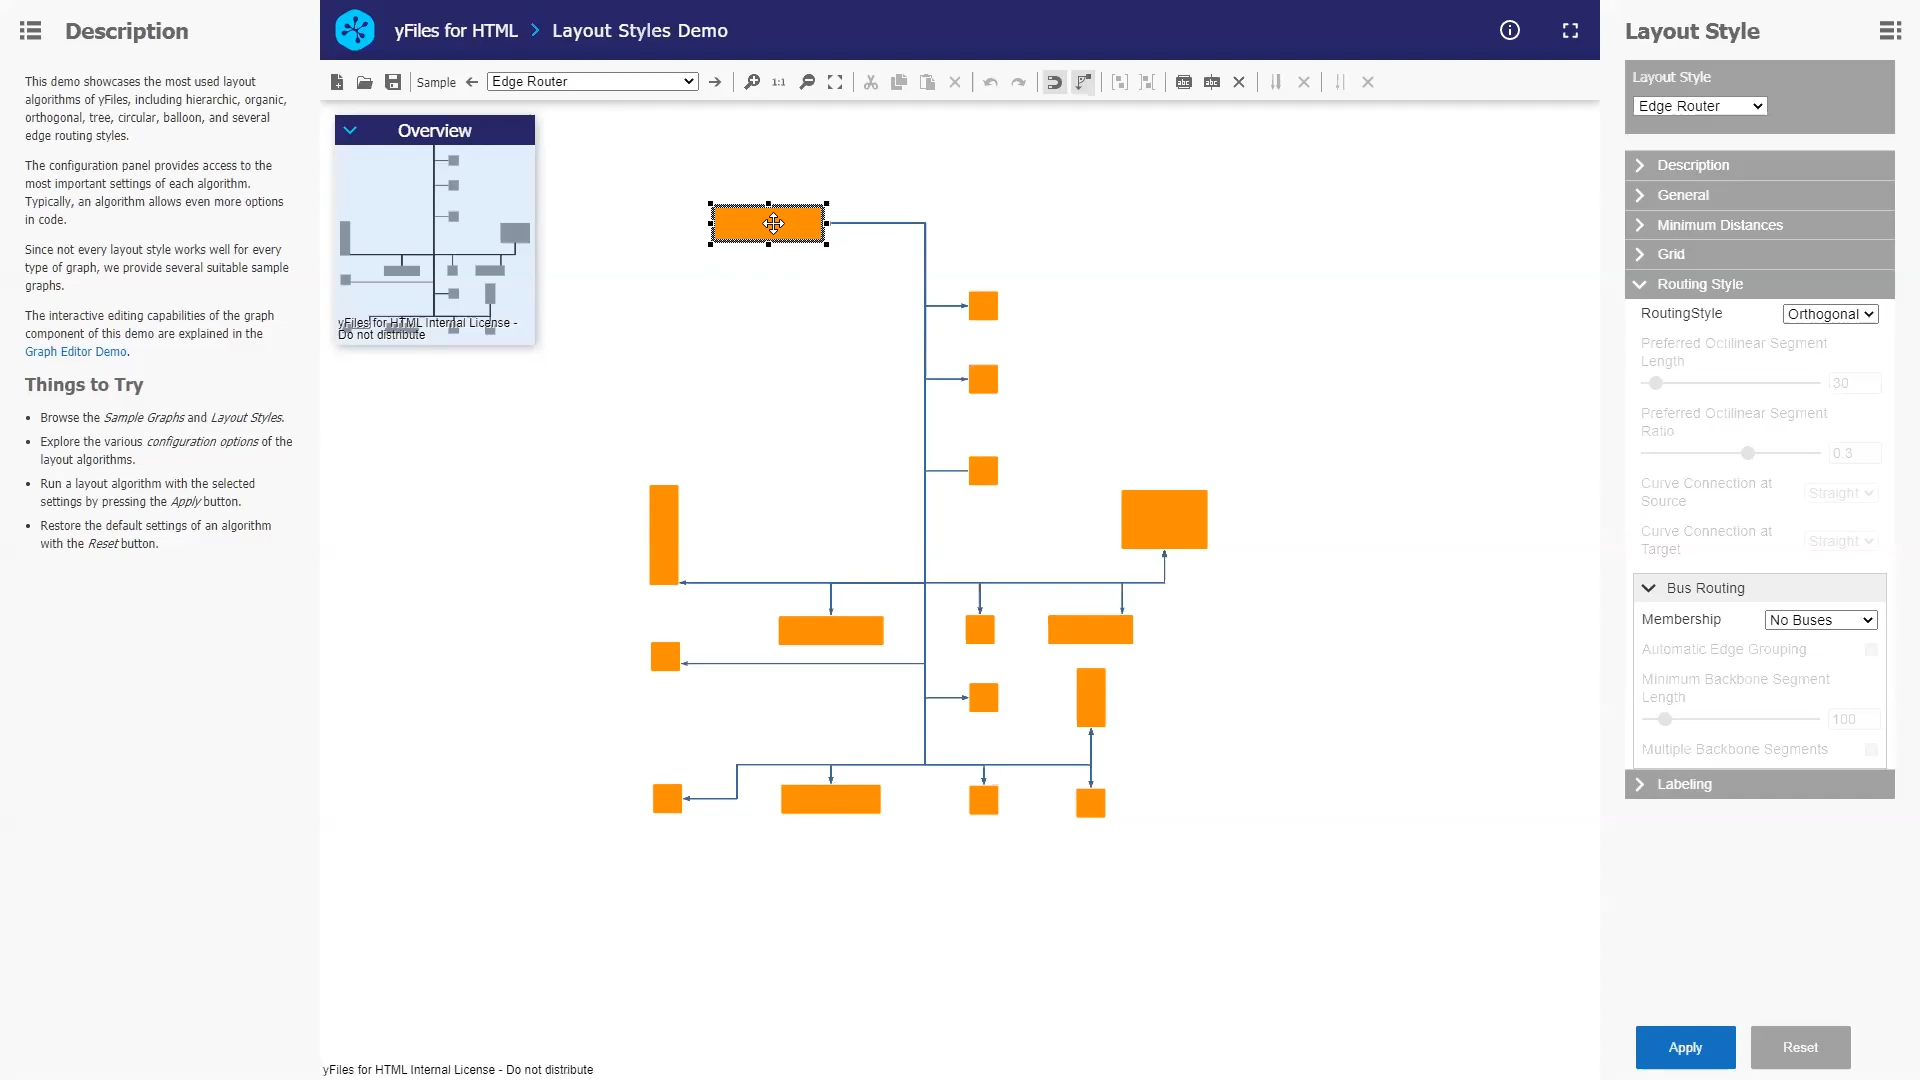 Description
This demo showcases the most used layout
algorithms of yFiles, including hierarchic, organic,
orthogonal, tree, circular, balloon, and several
edge routing styles.
The configuration panel provides access to the
most important settings of each algorithm.
Typically, an algorithm allows even more options
in code.
Since not every layout style works well for every
type of graph, we provide several suitable sample
graphs.
The interactive editing capabilities of the graph
component of this demo are explained in the
Graph Editor Demo.
Things to Try
Browse the Sample Graphs and Layout Styles.
Explore the various configuration options of the
layout algorithms.
Run a layout algorithm with the selected
settings by pressing the Apply button.
Restore the default settings of an algorithm
with the Reset button.
yFiles for HTML > Layout Styles Demo
Sample Edge Router 1:1
Overview
yFiles for HTML Internal License -
Do not distribute
yFiles for HTML Internal License - Do not distribute
Layout Style
Layout Style
Edge Router
Description
General
Minimum Distances
Grid
Routing Style
RoutingStyle Orthogonal
Preferred Octilinear Segment
Length
30
Preferred Octilinear Segment
Ratio
0.3
Curve Connection at
Source
Straight
Curve Connection at
Target
Straight
Bus Routing
Membership No Buses
Automatic Edge Grouping
Minimum Backbone Segment
Length
100
Multiple Backbone Segments
Labeling
Apply Reset